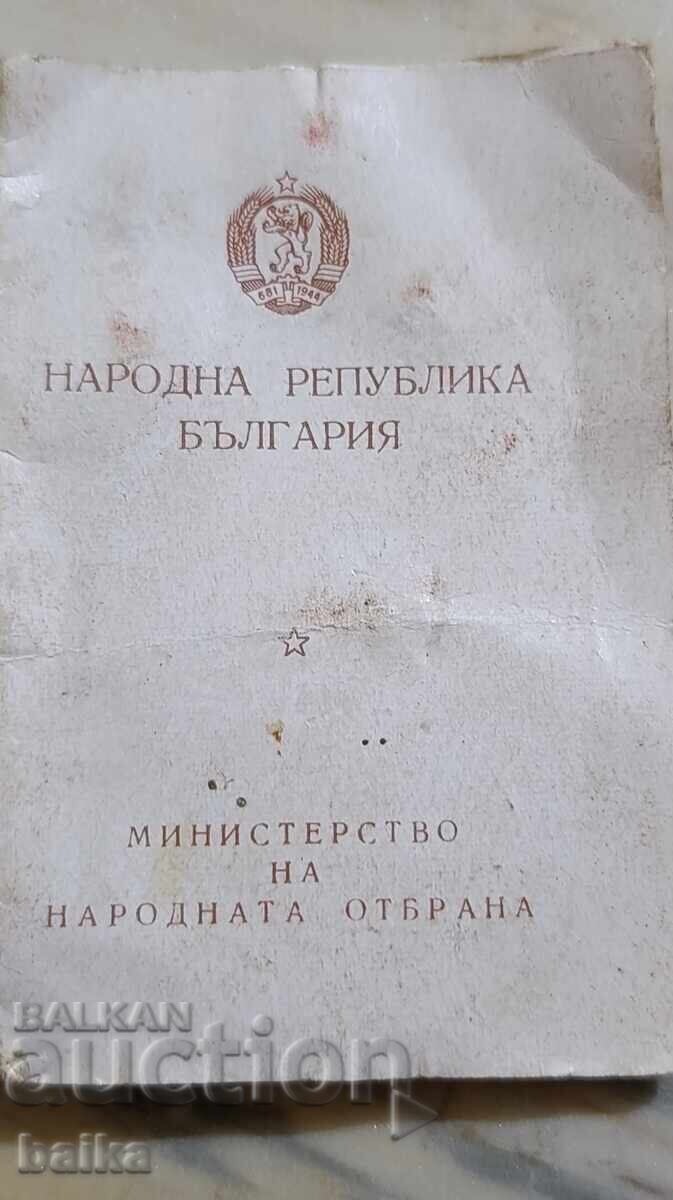 681 1944
НАРОДНА РЕПУБЛИКА
БЪЛГАРИЯ
МИНИСТЕРСТВО
НА
НАРОДНАТА ОТБРАНА
BALKAN
auction
baika